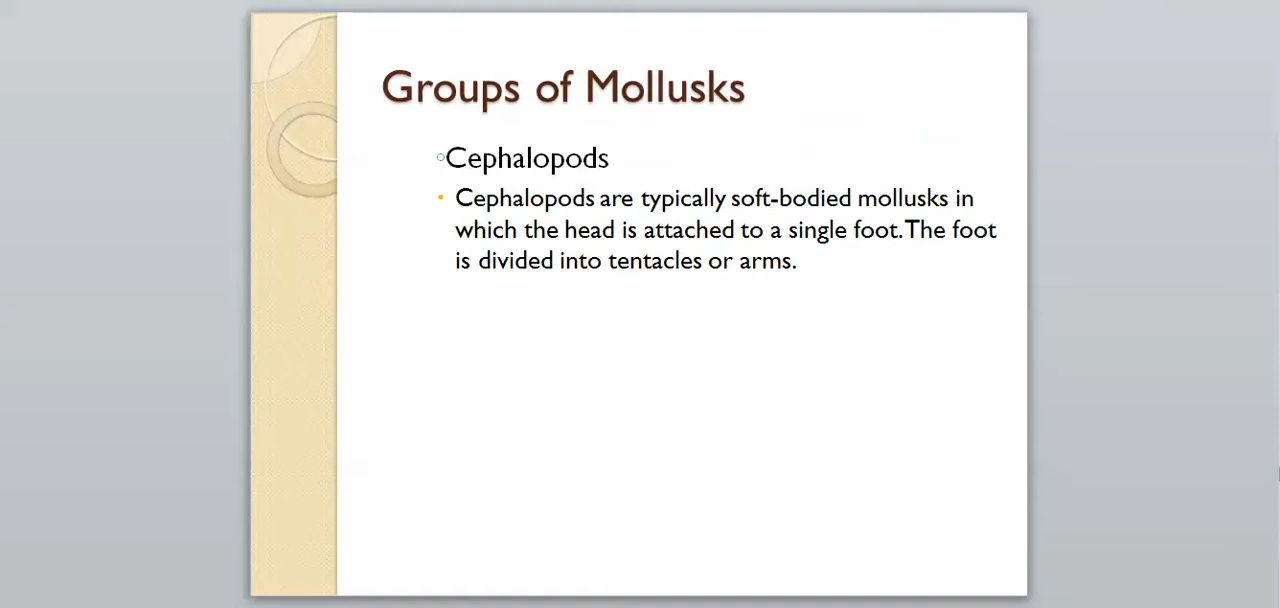 Groups of Mollusks
Cephalopods
Cephalopods are typically soft-bodied mollusks in
which the head is attached to a single foot. The foot
is divided into tentacles or arms.